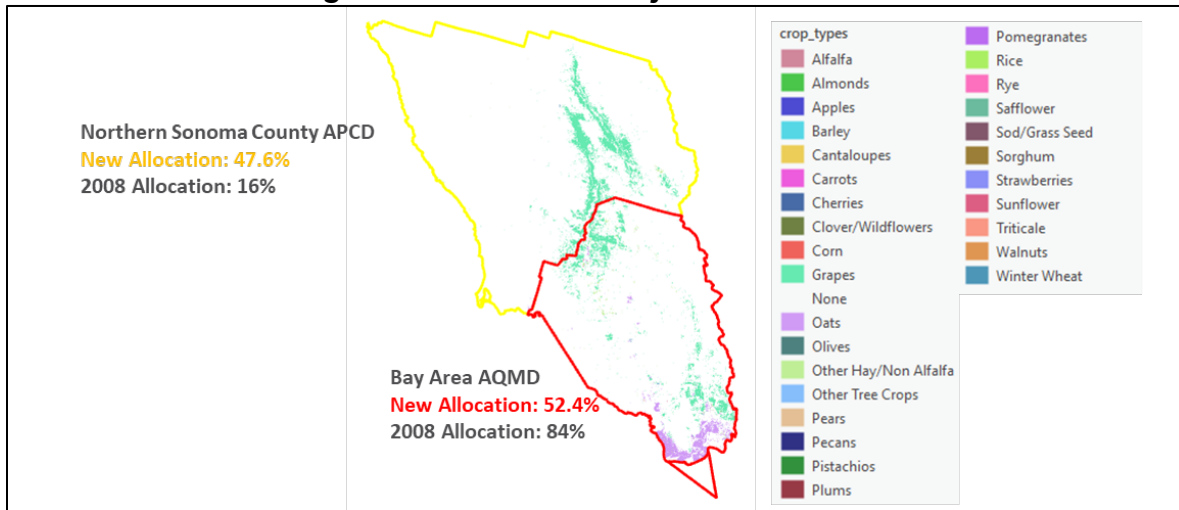 Northern Sonoma County APCD
New Allocation: 47.6%
2008 Allocation: 16%
Bay Area AQMD
New Allocation: 52.4%
2008 Allocation: 84%
crop_types
Alfalfa
Almonds
Apples
Barley
Cantaloupes
Carrots
Cherries
Clover/Wildflowers
Corn
Grapes
None
Oats
Olives
Other Hay/Non Alfalfa
Other Tree Crops
Pears
Pecans
Pistachios
Plums
Pomegranates
Rice
Rye
Safflower
Sod/Grass Seed
Sorghum
Strawberries
Sunflower
Triticale
Walnuts
Winter Wheat